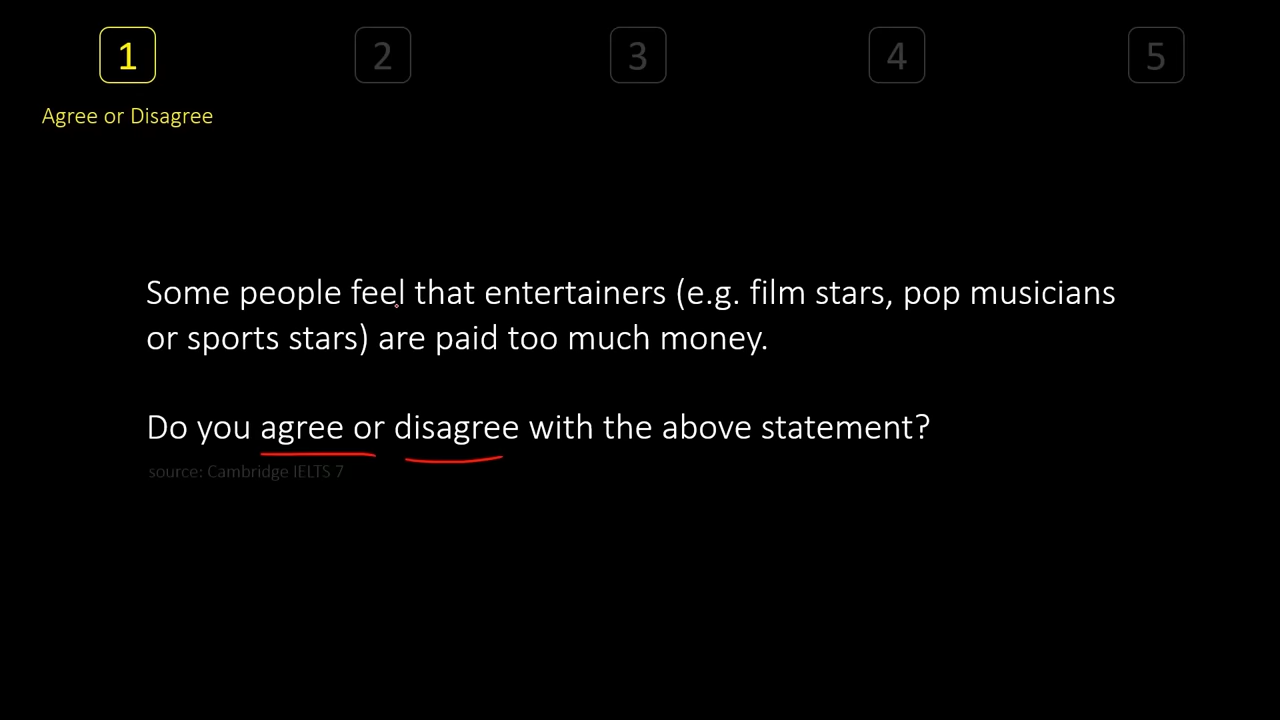 1 2 3 4 5
Agree or Disagree
Some people feel that entertainers (e.g. film stars, pop musicians
or sports stars) are paid too much money.
Do you agree or disagree with the above statement?
source: Cambridge IELTS 7